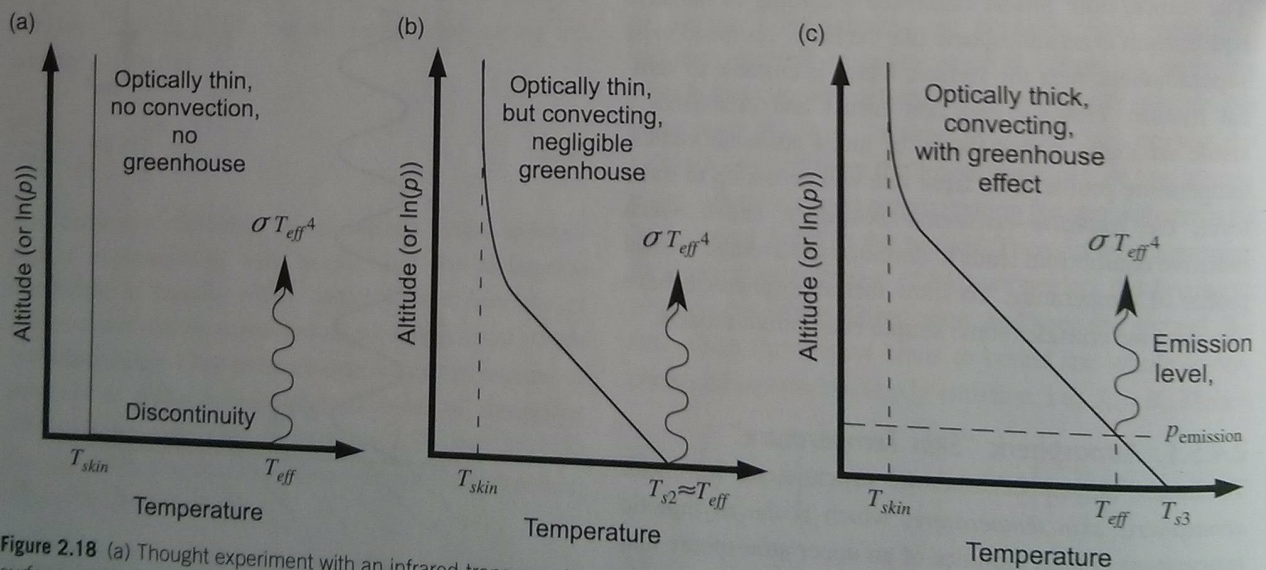 (a)
Optically thin,
no convection,
no
greenhouse
Altitude (or ln(p))
σ T_eff^4
Discontinuity
T_skin
T_eff
Temperature
(b)
Optically thin,
but convecting,
negligible
greenhouse
Altitude (or ln(p))
σ T_eff^4
T_skin
T_s2≈T_eff
Temperature
(c)
Optically thick,
convecting,
with greenhouse
effect
Altitude (or ln(p))
σ T_eff^4
Emission
level,
p_emission
T_skin
T_eff
T_s3
Temperature
Figure 2.18 (a) Thought experiment with an infrared